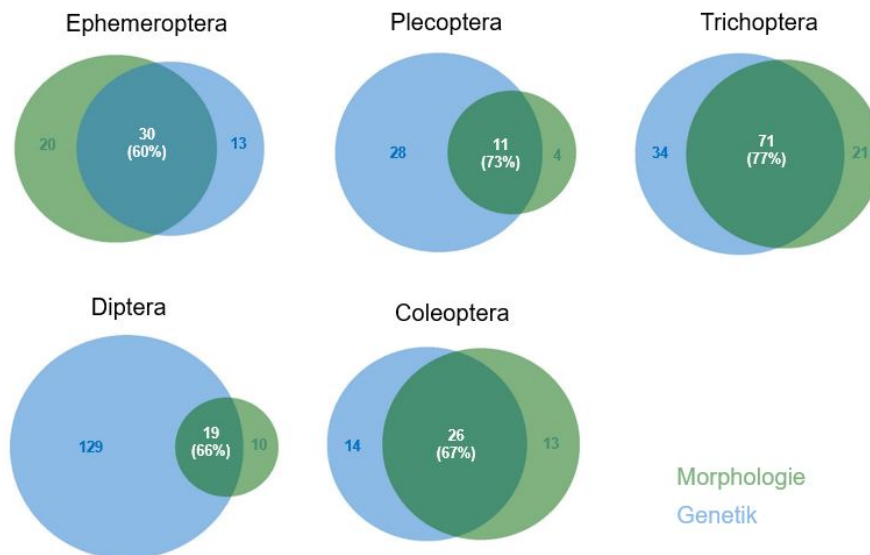 Ephemeroptera
Plecoptera
Trichoptera
20
30
(60%)
13
28
11
(73%)
4
34
71
(77%)
21
Diptera
Coleoptera
129
19
(66%)
10
14
26
(67%)
13
Morphologie
Genetik